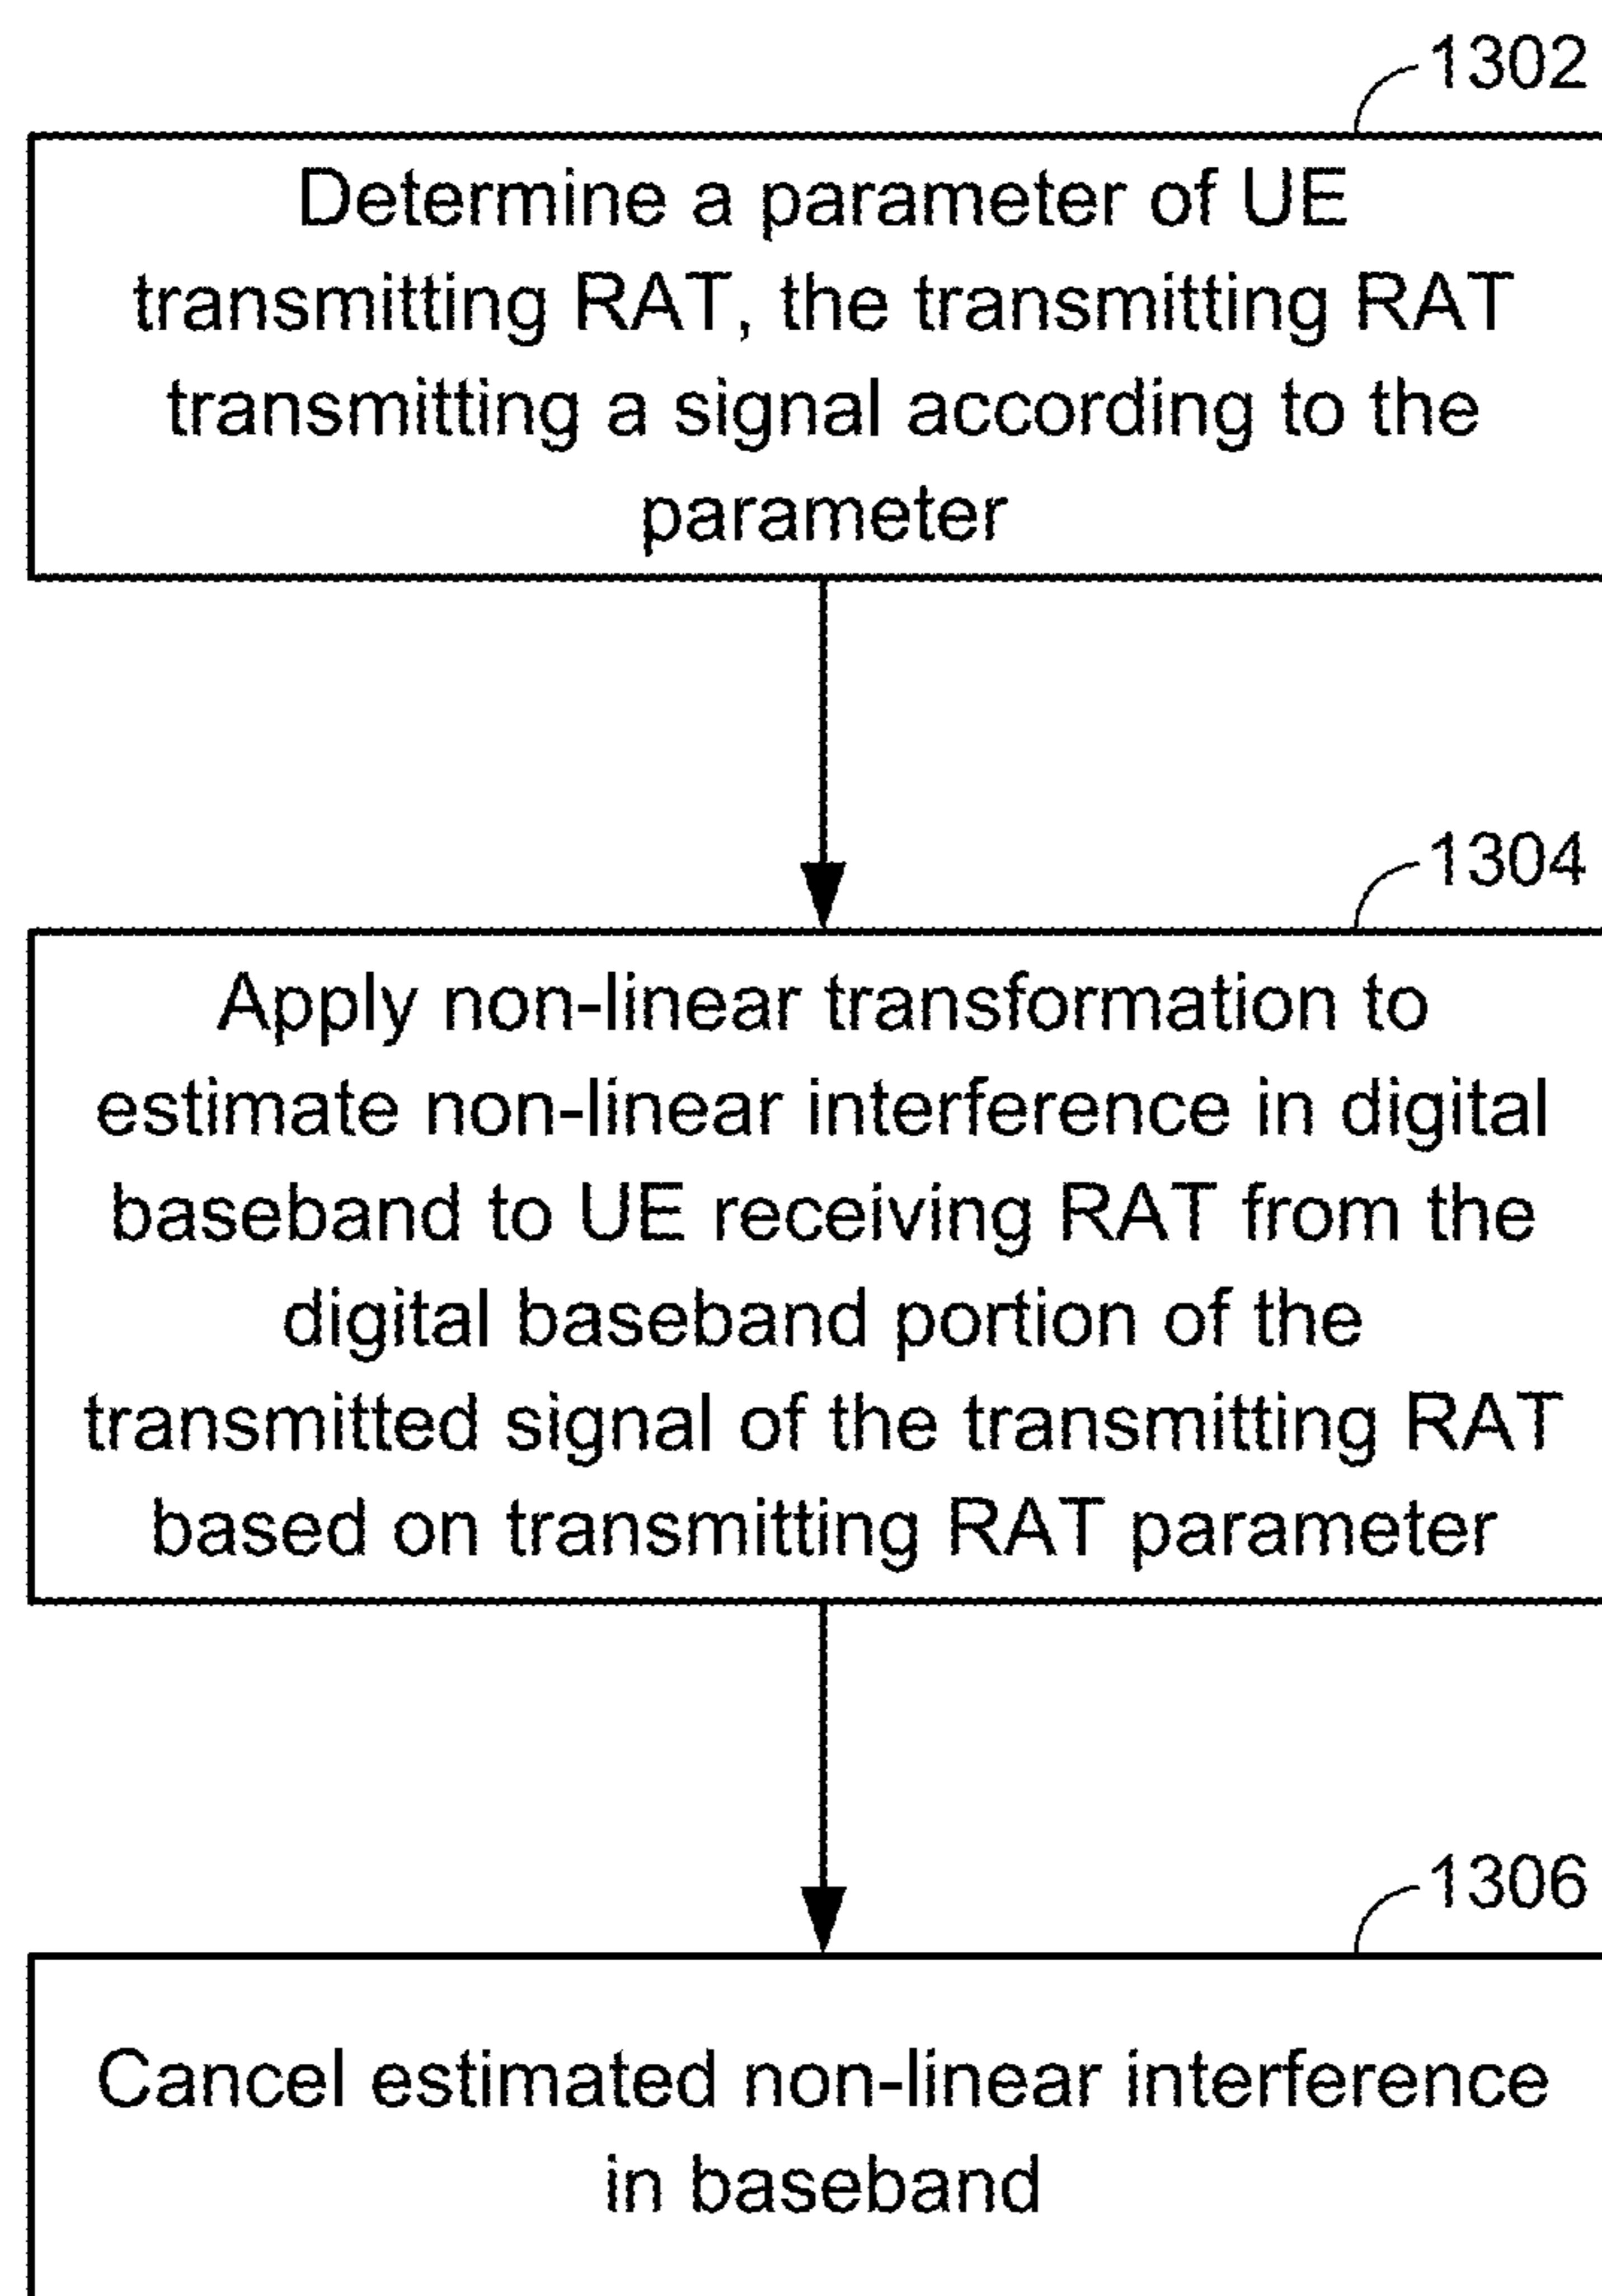 1302
Determine a parameter of UE
transmitting RAT, the transmitting RAT
transmitting a signal according to the
parameter
1304
Apply non-linear transformation to
estimate non-linear interference in digital
baseband to UE receiving RAT from the
digital baseband portion of the
transmitted signal of the transmitting RAT
based on transmitting RAT parameter
1306
Cancel estimated non-linear interference
in baseband